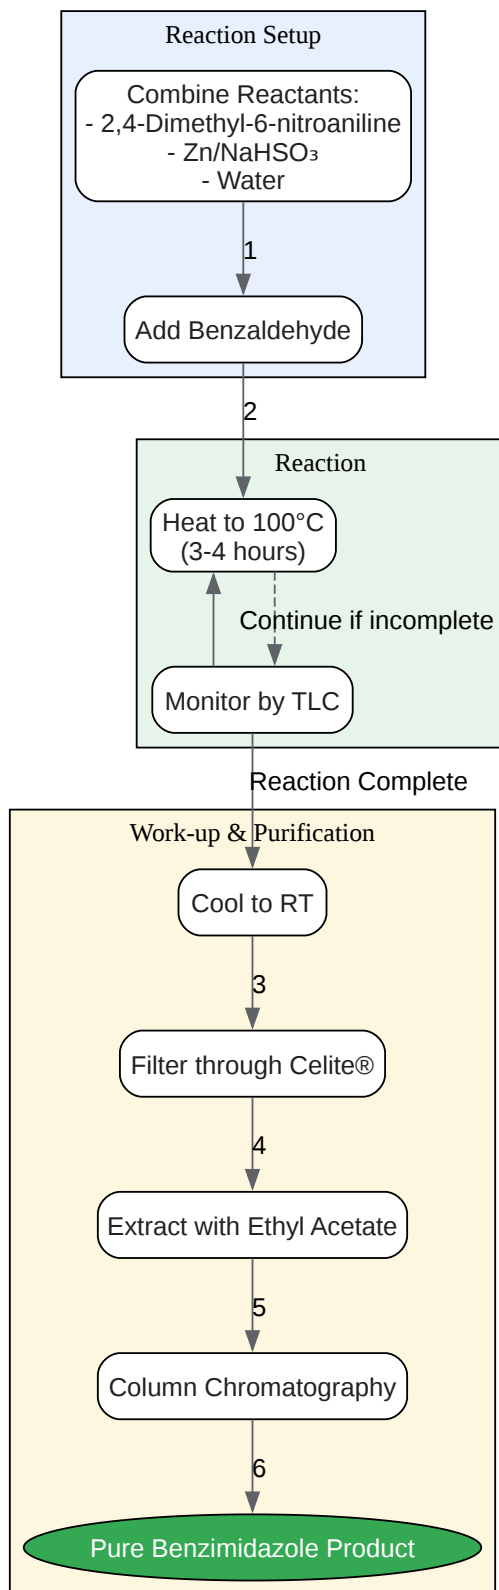 Reaction Setup
Combine Reactants:
- 2,4-Dimethyl-6-nitroaniline
- Zn/NaHSO₃
- Water
1
Add Benzaldehyde
2
Reaction
Heat to 100°C
(3-4 hours)
Continue if incomplete
Monitor by TLC
Reaction Complete
Work-up & Purification
Cool to RT
3
Filter through Celite®
4
Extract with Ethyl Acetate
5
Column Chromatography
6
Pure Benzimidazole Product